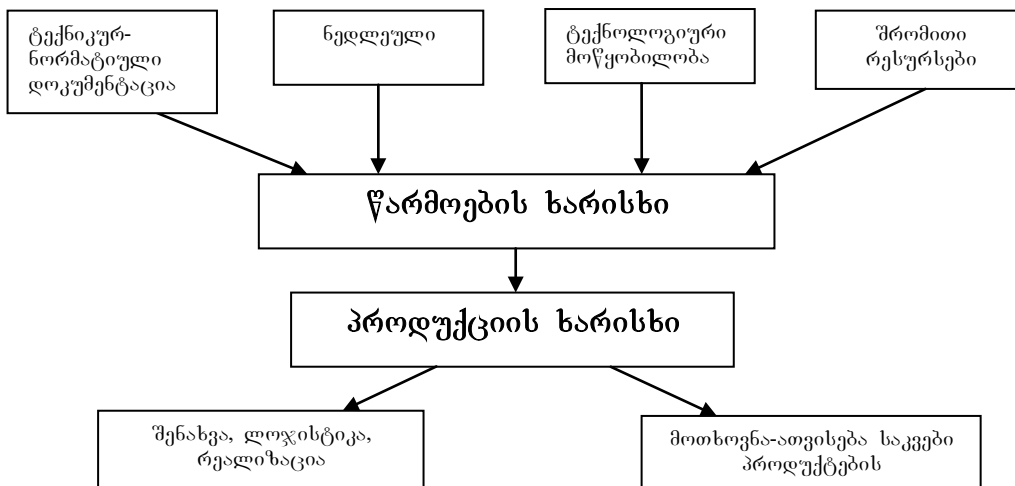 ტექნიკურ-
ნორმატიული
დოკუმენტაცია
ნედლეული
ტექნოლოგიური
მოწყობილობა
შრომითი
რესურსები
წარმოების ხარისხი
პროდუქციის ხარისხი
შენახვა, ლოჯისტიკა,
რეალიზაცია
მოთხოვნა-ათვისება საკვები
პროდუქტების